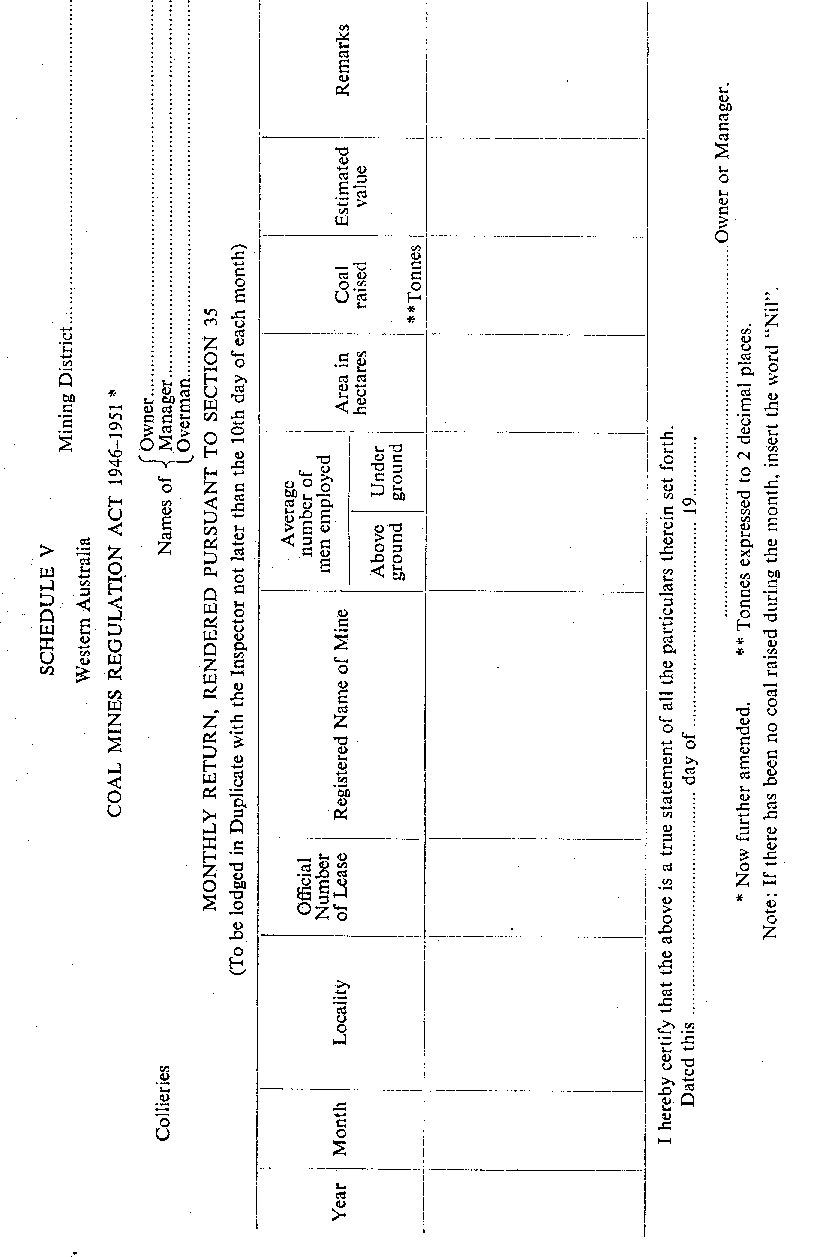 SCHEDULE V
Western Australia Mining District
COAL MINES REGULATION ACT 1946–1951 *
Collieries Names of { Owner
Manager
Overman
MONTHLY RETURN, RENDERED PURSUANT TO SECTION 35
(To be lodged in Duplicate with the Inspector not later than the 10th day of each month)
Year
Month
Locality
Official
Number
of Lease
Registered Name of Mine
Average
number of
men employed
Above
ground
Under
ground
Area in
hectares
Coal
raised
**Tonnes
Estimated
value
Remarks
I hereby certify that the above is a true statement of all the particulars therein set forth.
Dated this .............................. day of .............................. 19............
..............................Owner or Manager.
* Now further amended. ** Tonnes expressed to 2 decimal places.
Note: If there has been no coal raised during the month, insert the word "Nil".